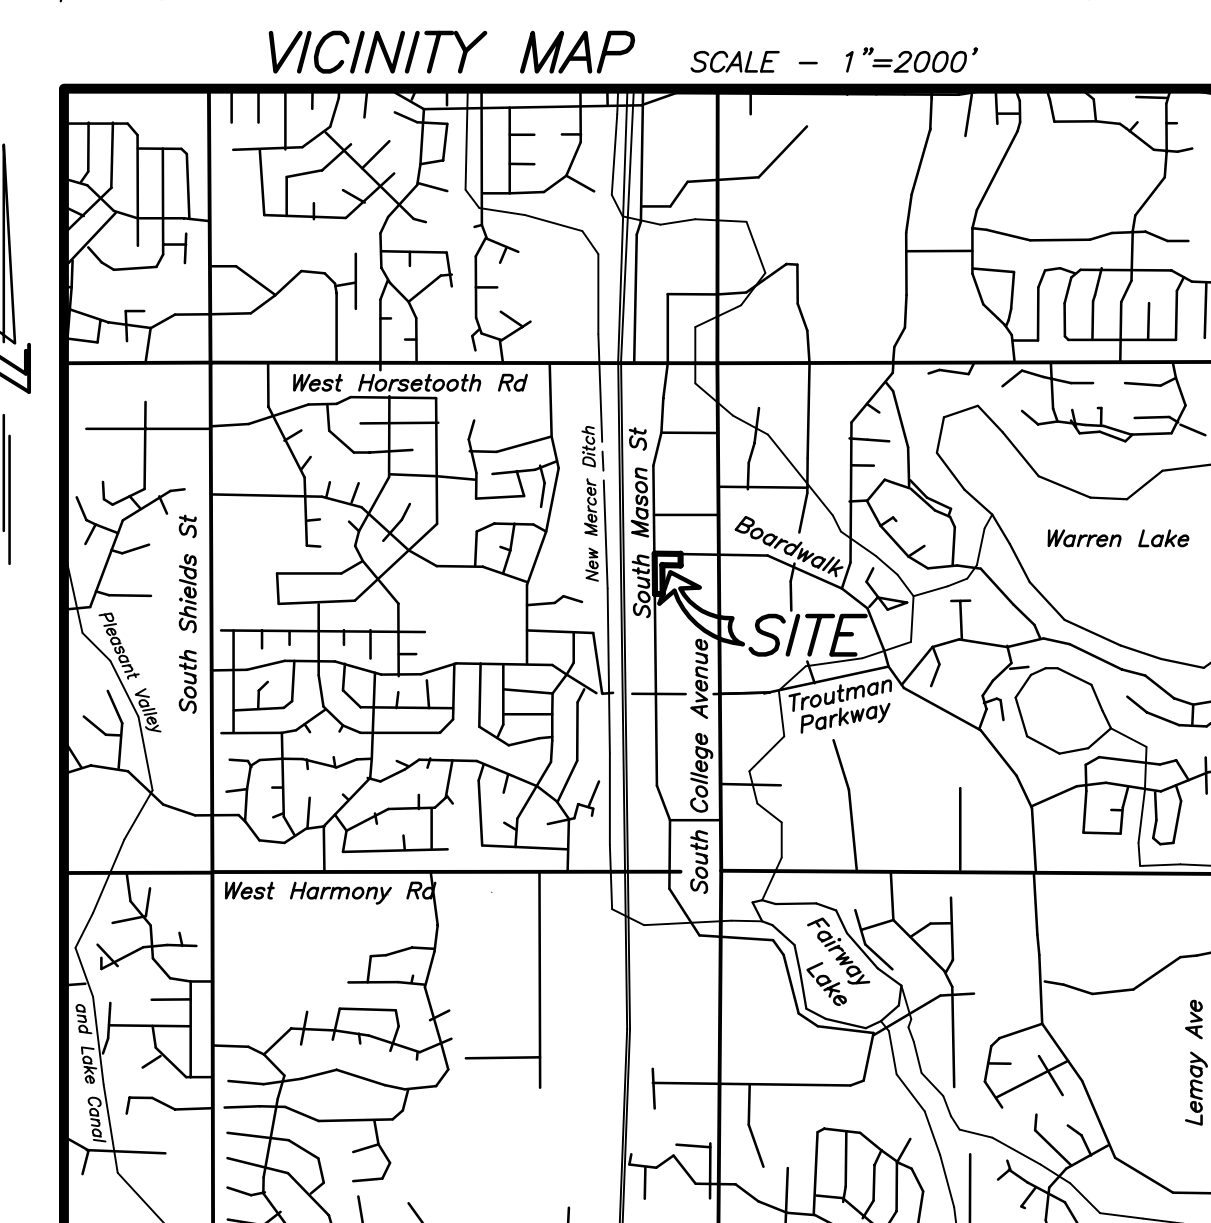 VICINITY MAP
SCALE - 1"=2000'
West Horsetooth Rd
New Mercer Ditch
South Mason St
South Shields St
Boardwalk
Warren Lake
SITE
Pleasant Valley
South College Avenue
Troutman
Parkway
West Harmony Rd
Fairway
Lake
and Lake Canal
Lemay Ave